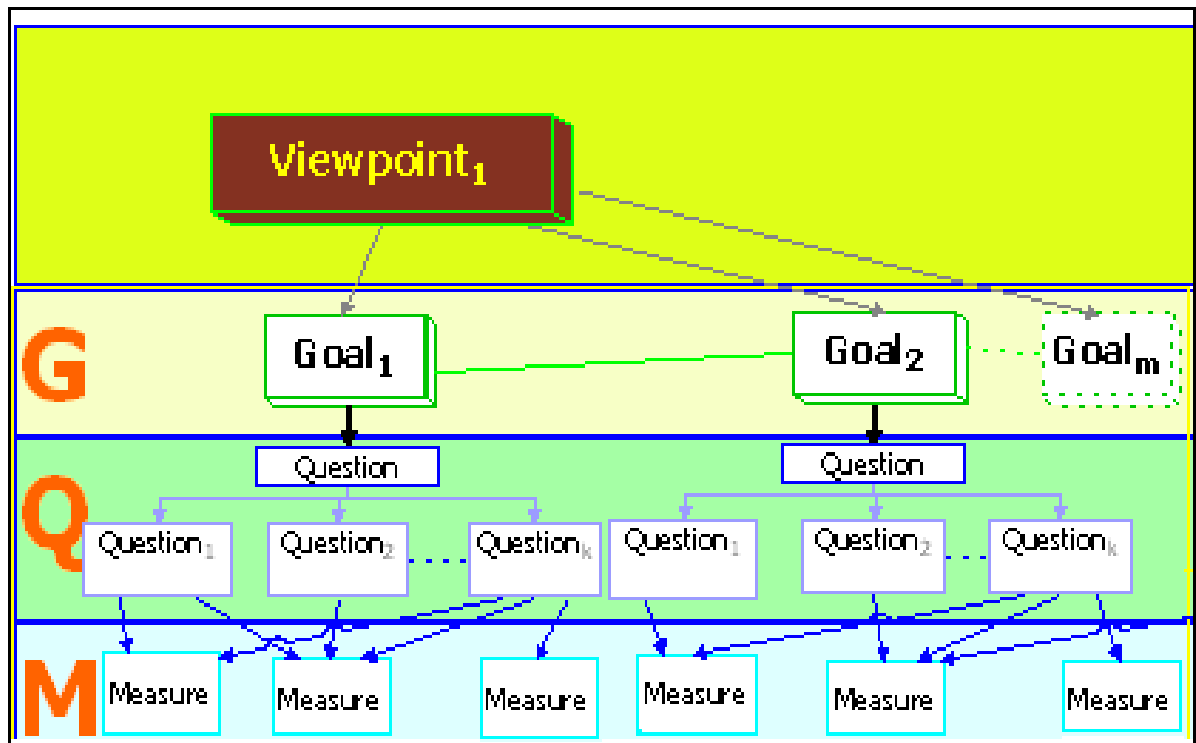 Viewpoint₁
G
Goal₁
Goal₂
Goalₘ
Q
Question
Question
Question₁
Question₂
Questionₖ
Question₁
Question₂
Questionₖ
M
Measure
Measure
Measure
Measure
Measure
Measure